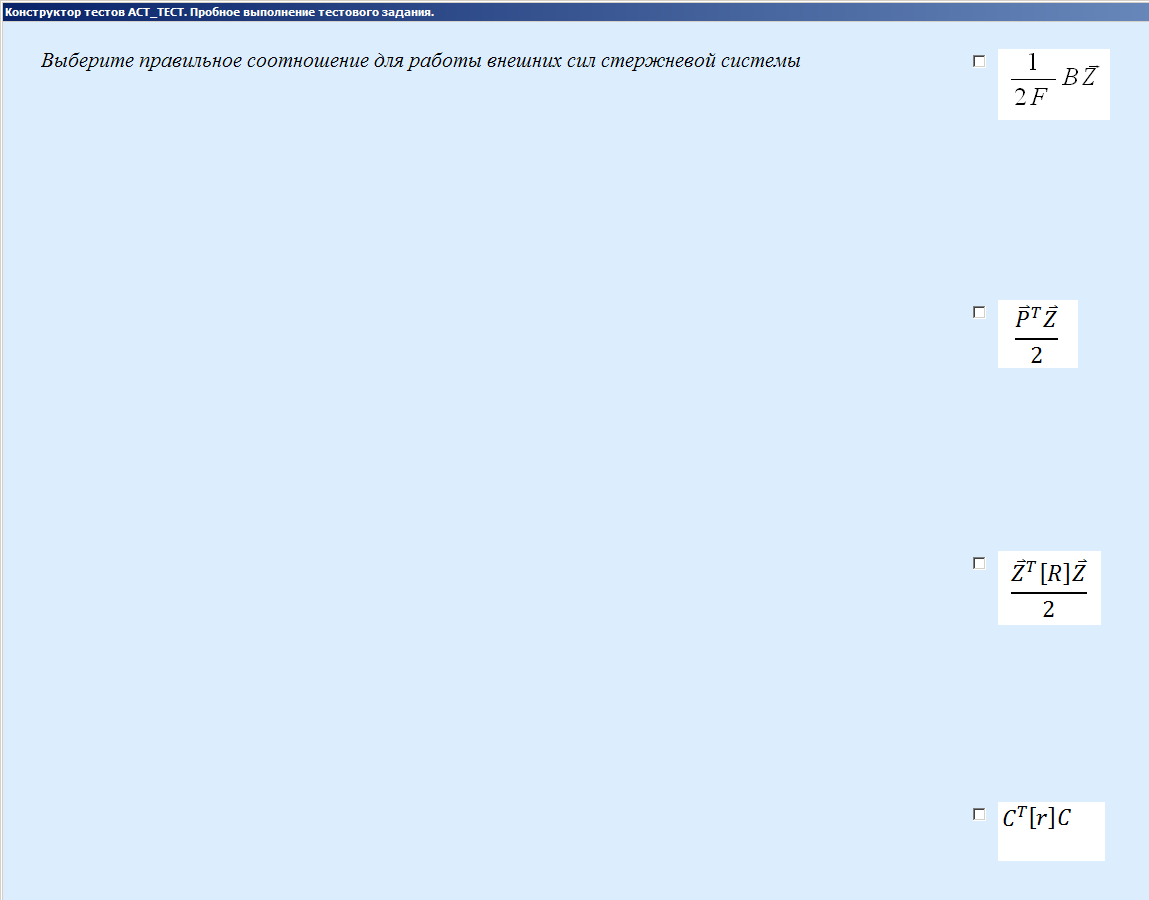 Конструктор тестов АСТ_ТЕСТ. Пробное выполнение тестового задания.
Выберите правильное соотношение для работы внешних сил стержневой системы
1
2 F
B Z⃗
P⃗ᵀ Z⃗
2
Z⃗ᵀ [R] Z⃗
2
Cᵀ[r]C